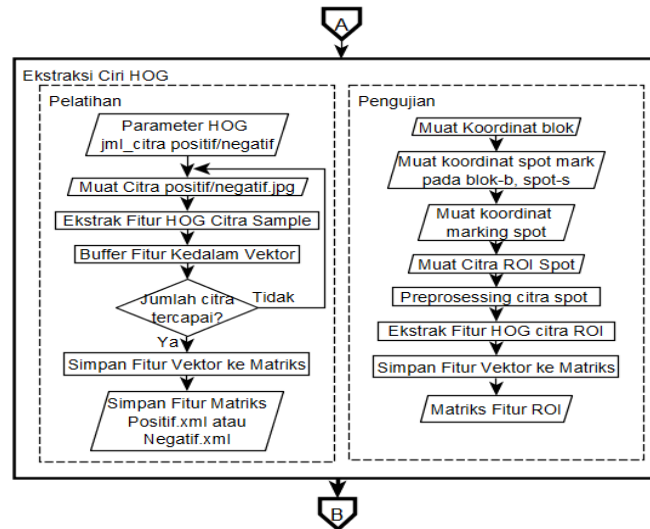 A
Ekstraksi Ciri HOG
Pelatihan
Parameter HOG
jml_citra positif/negatif
Muat Citra positif/negatif.jpg
Ekstrak Fitur HOG Citra Sample
Buffer Fitur Kedalam Vektor
Jumlah citra
tercapai?
Tidak
Ya
Simpan Fitur Vektor ke Matriks
Simpan Fitur Matriks
Positif.xml atau
Negatif.xml
Pengujian
Muat Koordinat blok
Muat koordinat spot mark
pada blok-b, spot-s
Muat koordinat
marking spot
Muat Citra ROI Spot
Preprosessing citra spot
Ekstrak Fitur HOG citra ROI
Simpan Fitur Vektor ke Matriks
Matriks Fitur ROI
B